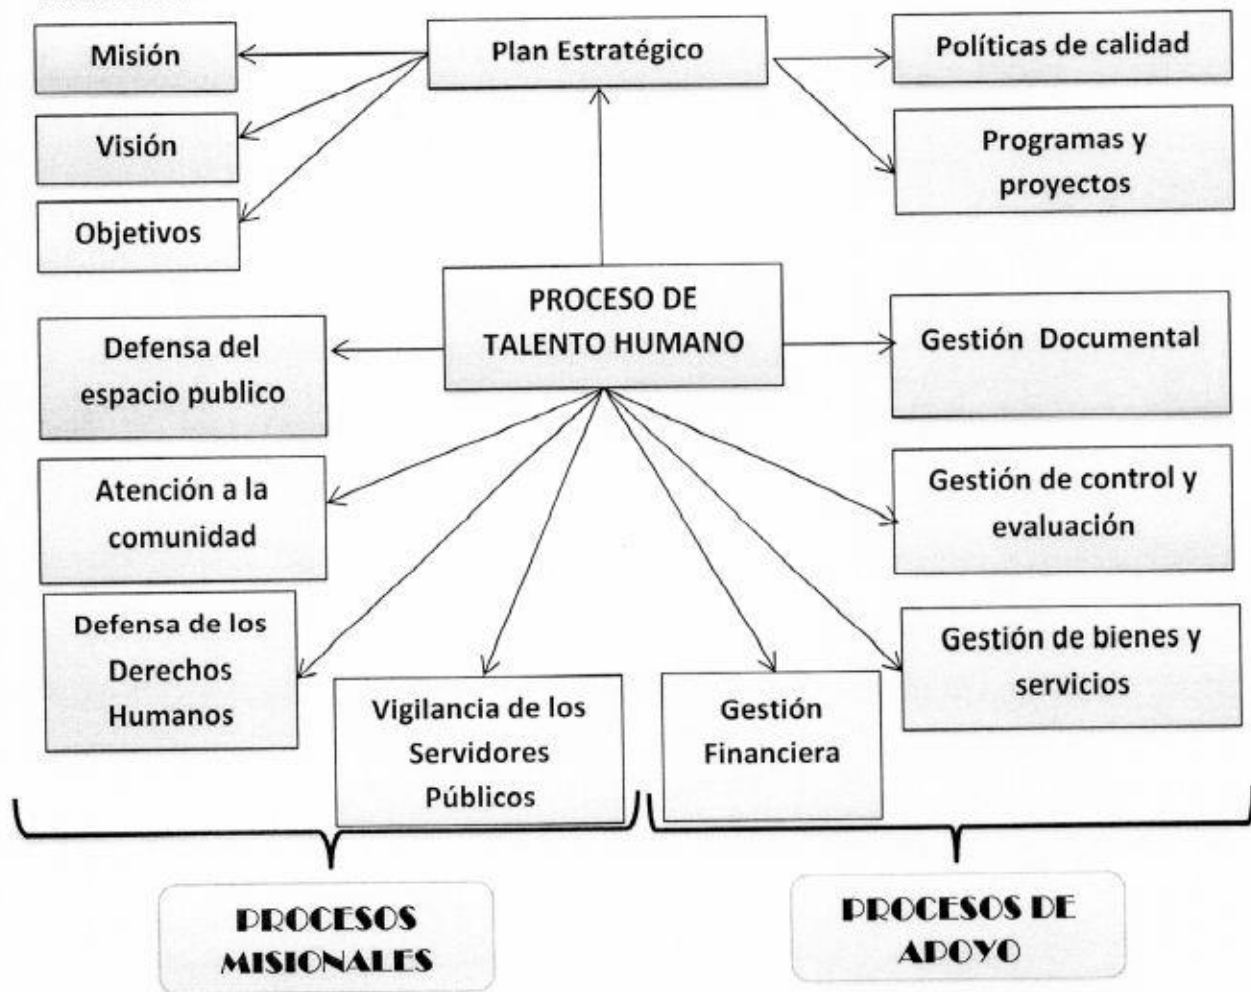 Misión
Plan Estratégico
Políticas de calidad
Visión
Programas y
proyectos
Objetivos
PROCESO DE
TALENTO HUMANO
Defensa del
espacio publico
Gestión Documental
Atención a la
comunidad
Gestión de control y
evaluación
Defensa de los
Derechos
Humanos
Gestión de bienes y
servicios
Vigilancia de los
Servidores
Públicos
Gestión
Financiera
PROCESOS
MISIONALES
PROCESOS DE
APOYO